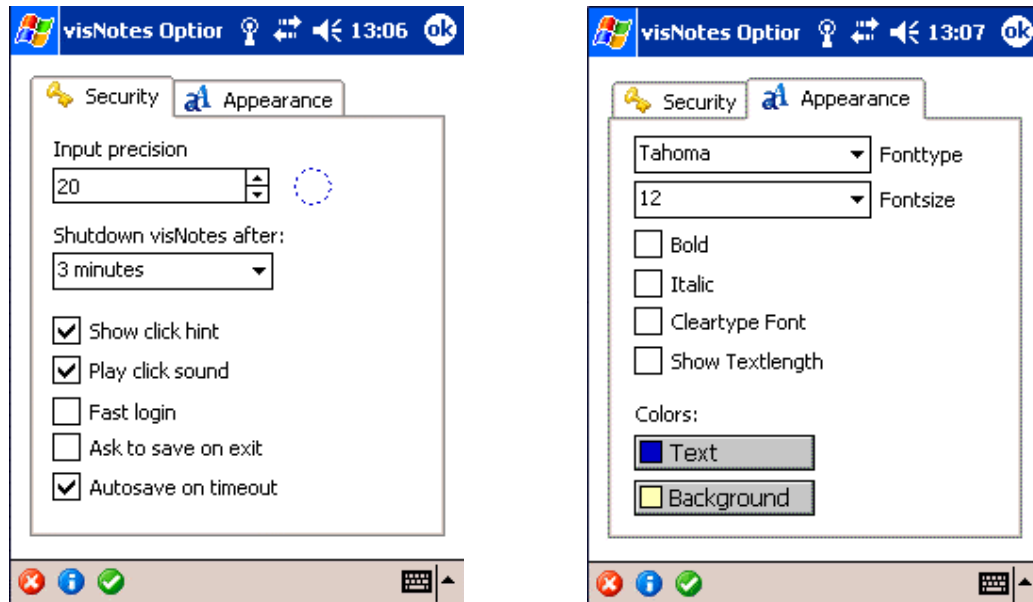 visNotes Optior 13:06 ok
Security Appearance
Input precision
20
Shutdown visNotes after:
3 minutes
Show click hint
Play click sound
Fast login
Ask to save on exit
Autosave on timeout
visNotes Optior 13:07 ok
Security Appearance
Tahoma Fonttype
12 Fontsize
Bold
Italic
Cleartype Font
Show Textlength
Colors:
Text
Background